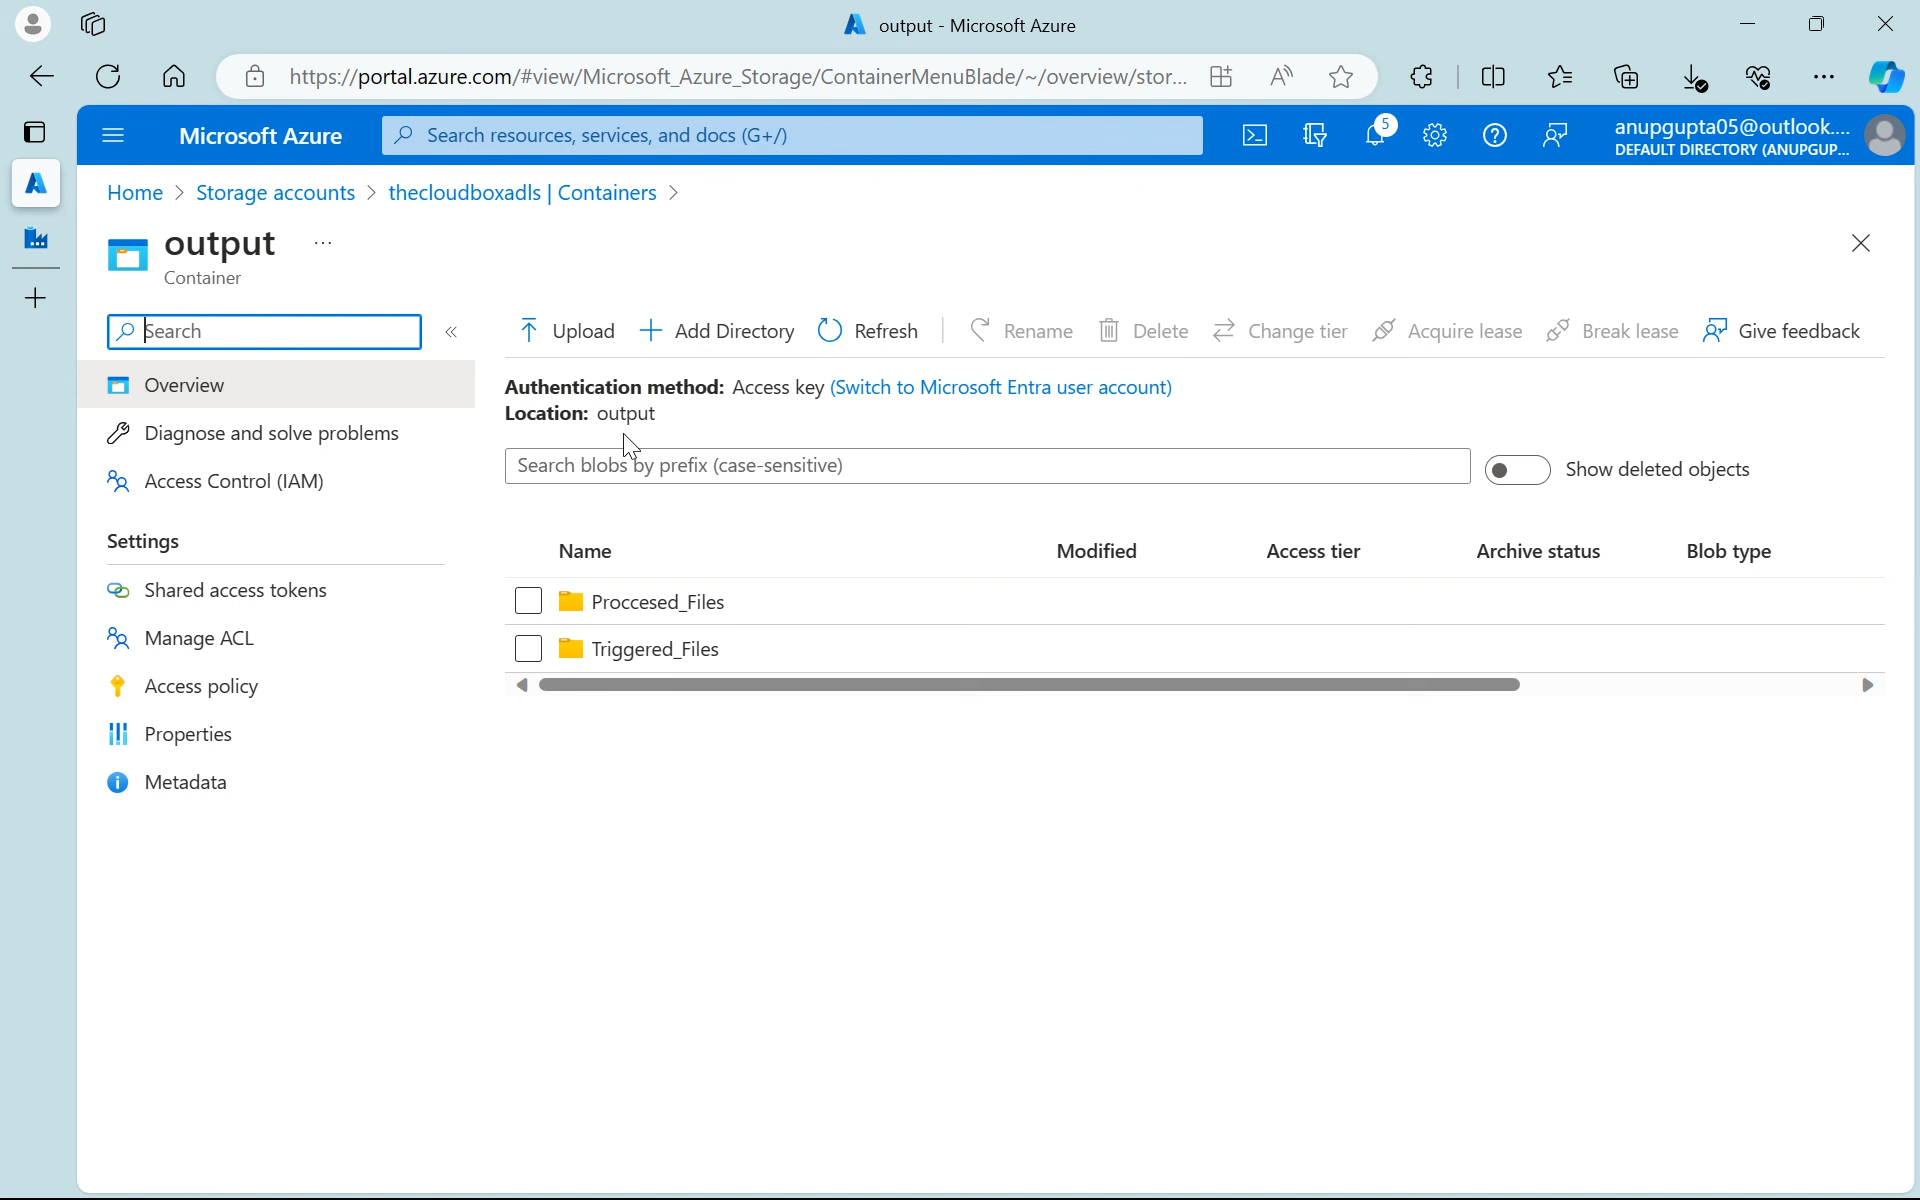 output - Microsoft Azure
https://portal.azure.com/#view/Microsoft_Azure_Storage/ContainerMenuBlade/~/overview/stor...
Microsoft Azure
Search resources, services, and docs (G+/)
5
anupgupta05@outlook....
DEFAULT DIRECTORY (ANUPGUP...
Home > Storage accounts > thecloudboxadls | Containers >
output
...
Container
Search
Upload
Add Directory
Refresh
Rename
Delete
Change tier
Acquire lease
Break lease
Give feedback
Overview
Diagnose and solve problems
Access Control (IAM)
Settings
Shared access tokens
Manage ACL
Access policy
Properties
Metadata
Authentication method: Access key (Switch to Microsoft Entra user account)
Location: output
Search blobs by prefix (case-sensitive)
Show deleted objects
Name Modified Access tier Archive status Blob type
Proccesed_Files
Triggered_Files